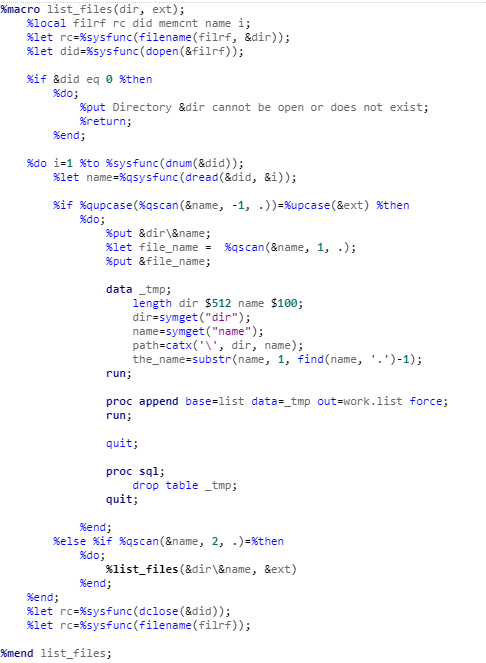 %macro list_files(dir, ext);
%local filrf rc did memcnt name i;
%let rc=%sysfunc(filename(filrf, &dir));
%let did=%sysfunc(dopen(&filrf));
%if &did eq 0 %then
%do;
%put Directory &dir cannot be open or does not exist;
%return;
%end;
%do i=1 %to %sysfunc(dnum(&did));
%let name=%qsysfunc(dread(&did, &i));
%if %qupcase(%qscan(&name, -1, .))=%upcase(&ext) %then
%do;
%put &dir\&name;
%let file_name =  %qscan(&name, 1, .);
%put &file_name;
data _tmp;
length dir $512 name $100;
dir=symget("dir");
name=symget("name");
path=catx('\', dir, name);
the_name=substr(name, 1, find(name, '.')-1);
run;
proc append base=list data=_tmp out=work.list force;
run;
quit;
proc sql;
drop table _tmp;
quit;
%end;
%else %if %qscan(&name, 2, .)=%then
%do;
%list_files(&dir\&name, &ext)
%end;
%end;
%let rc=%sysfunc(dclose(&did));
%let rc=%sysfunc(filename(filrf));
%mend list_files;